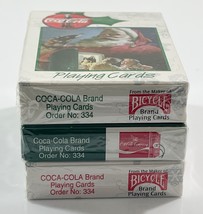 Coca-Cola
Playing Cards
COCA-COLA Brand
Playing Cards
Order No: 334
From the Makers of
BICYCLE
Brand
Playing Cards
Coca-Cola Brand
Playing Cards
Order No: 334
COCA-COLA Brand
Playing Cards
Order No: 334
From the Makers of
BICYCLE
Brand
Playing Cards